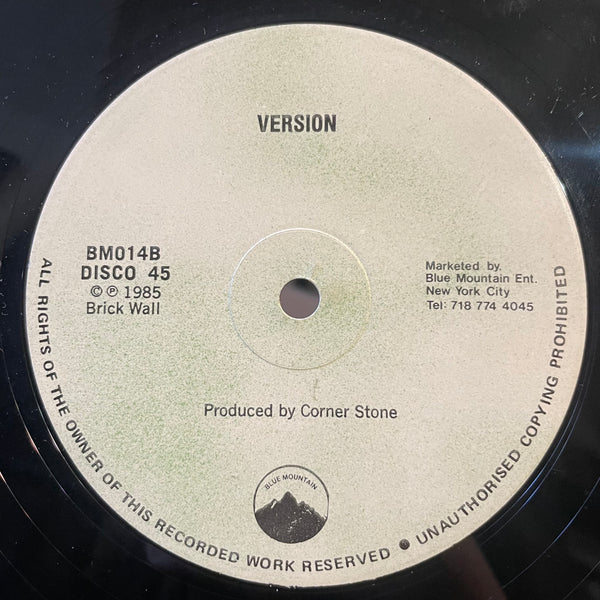 VERSION
BM014B
DISCO 45
© ℗ 1985
Brick Wall
Marketed by.
Blue Mountain Ent.
New York City
Tel: 718 774 4045
Produced by Corner Stone
BLUE MOUNTAIN
ALL RIGHTS OF THE OWNER OF THIS RECORDED WORK RESERVED ● UNAUTHORISED COPYING PROHIBITED